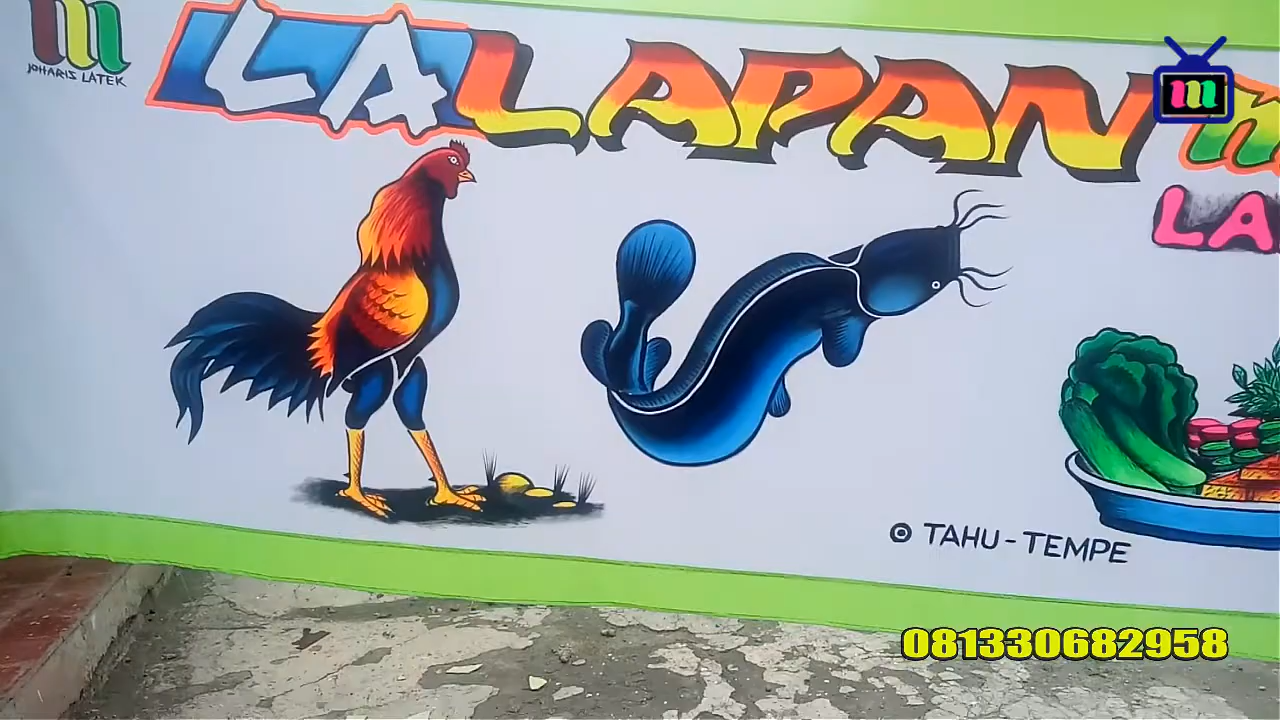 m
JOHARIS LATEK
LALAPAN
m
LA
TAHU - TEMPE
081330682958